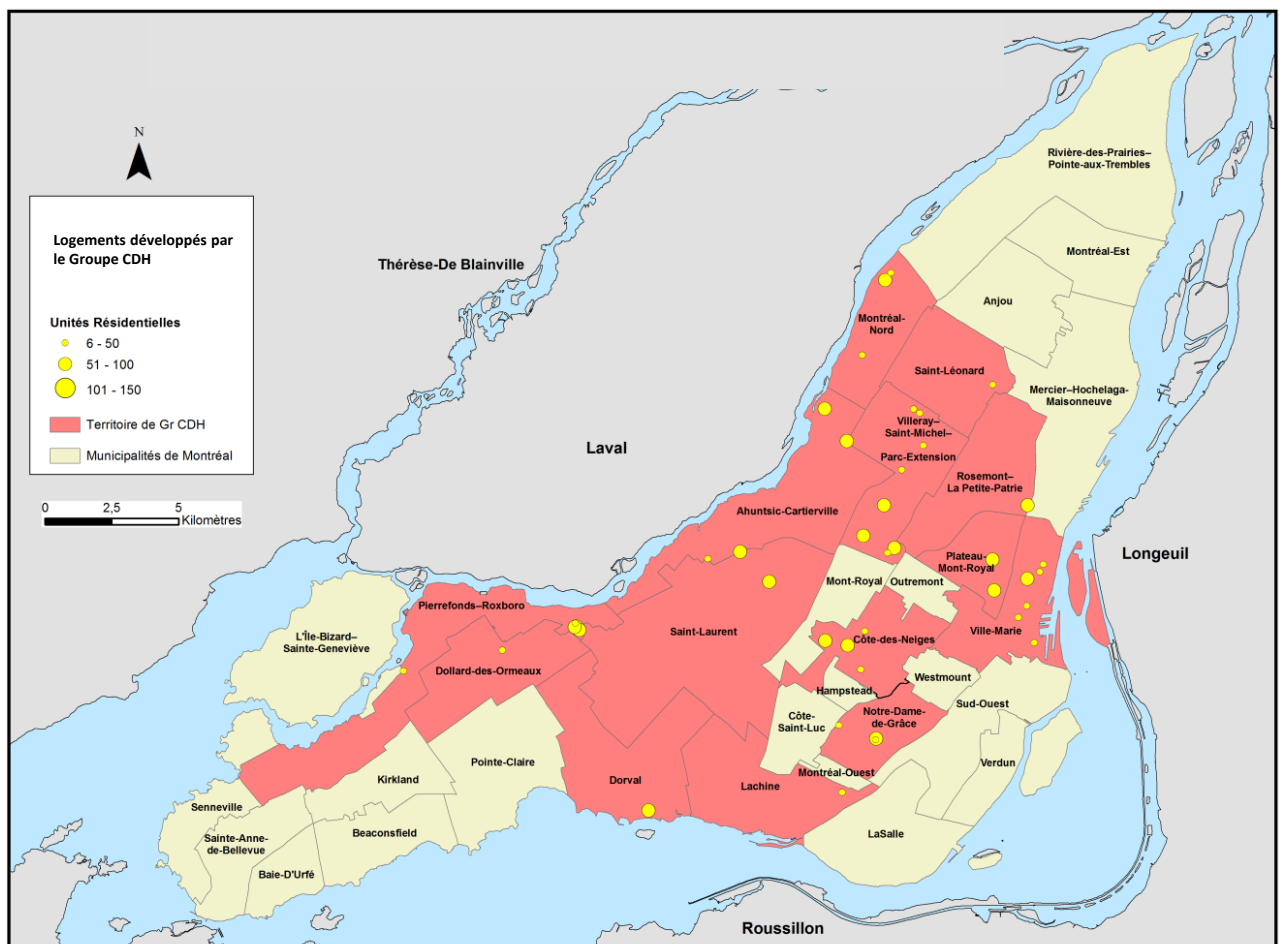 N
Logements développés par
le Groupe CDH
Unités Résidentielles
6 - 50
51 - 100
101 - 150
Territoire de Gr CDH
Municipalités de Montréal
0 2,5 5
Kilomètres
Rivière-des-Prairies–
Pointe-aux-Trembles
Montréal-Est
Thérèse-De Blainville
Anjou
Montréal-
Nord
Saint-Léonard
Mercier–Hochelaga-
Maisonneuve
Villeray–
Saint-Michel–
Parc-Extension
Laval
Rosemont–
La Petite-Patrie
Ahuntsic-Cartierville
Longeuil
Plateau-
Mont-Royal
Mont-Royal
Outremont
Pierrefonds–Roxboro
Saint-Laurent
Ville-Marie
L'Île-Bizard–
Sainte-Geneviève
Côte-des-Neiges
Dollard-des-Ormeaux
Westmount
Hampstead
Sud-Ouest
Côte-
Saint-Luc
Notre-Dame-
de-Grâce
Pointe-Claire
Verdun
Kirkland
Dorval
Lachine
Montréal-Ouest
Senneville
Beaconsfield
LaSalle
Sainte-Anne-
de-Bellevue
Baie-D'Urfé
Roussillon